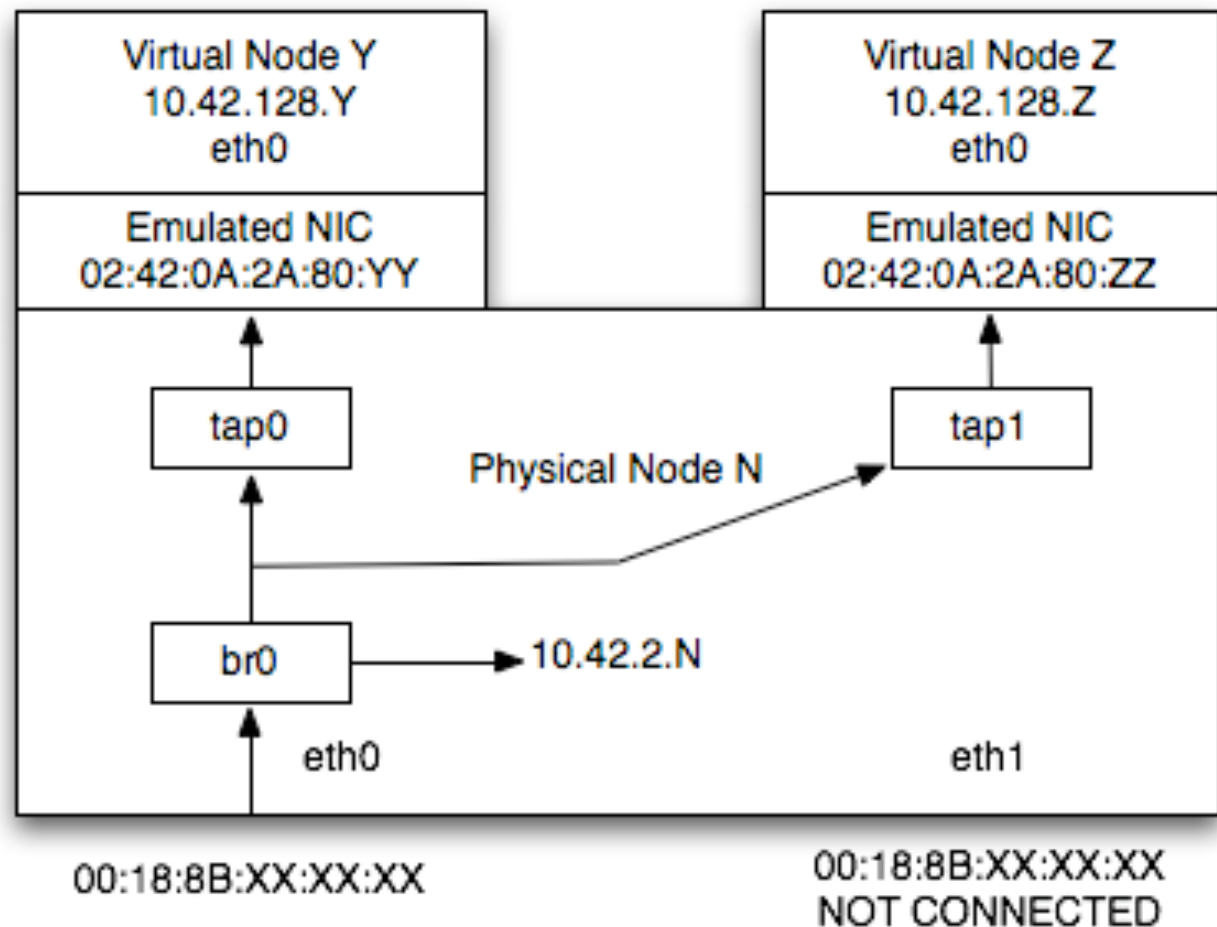 Virtual Node Y
10.42.128.Y
eth0
Virtual Node Z
10.42.128.Z
eth0
Emulated NIC
02:42:0A:2A:80:YY
Emulated NIC
02:42:0A:2A:80:ZZ
tap0
tap1
Physical Node N
br0
10.42.2.N
eth0
eth1
00:18:8B:XX:XX:XX
00:18:8B:XX:XX:XX
NOT CONNECTED